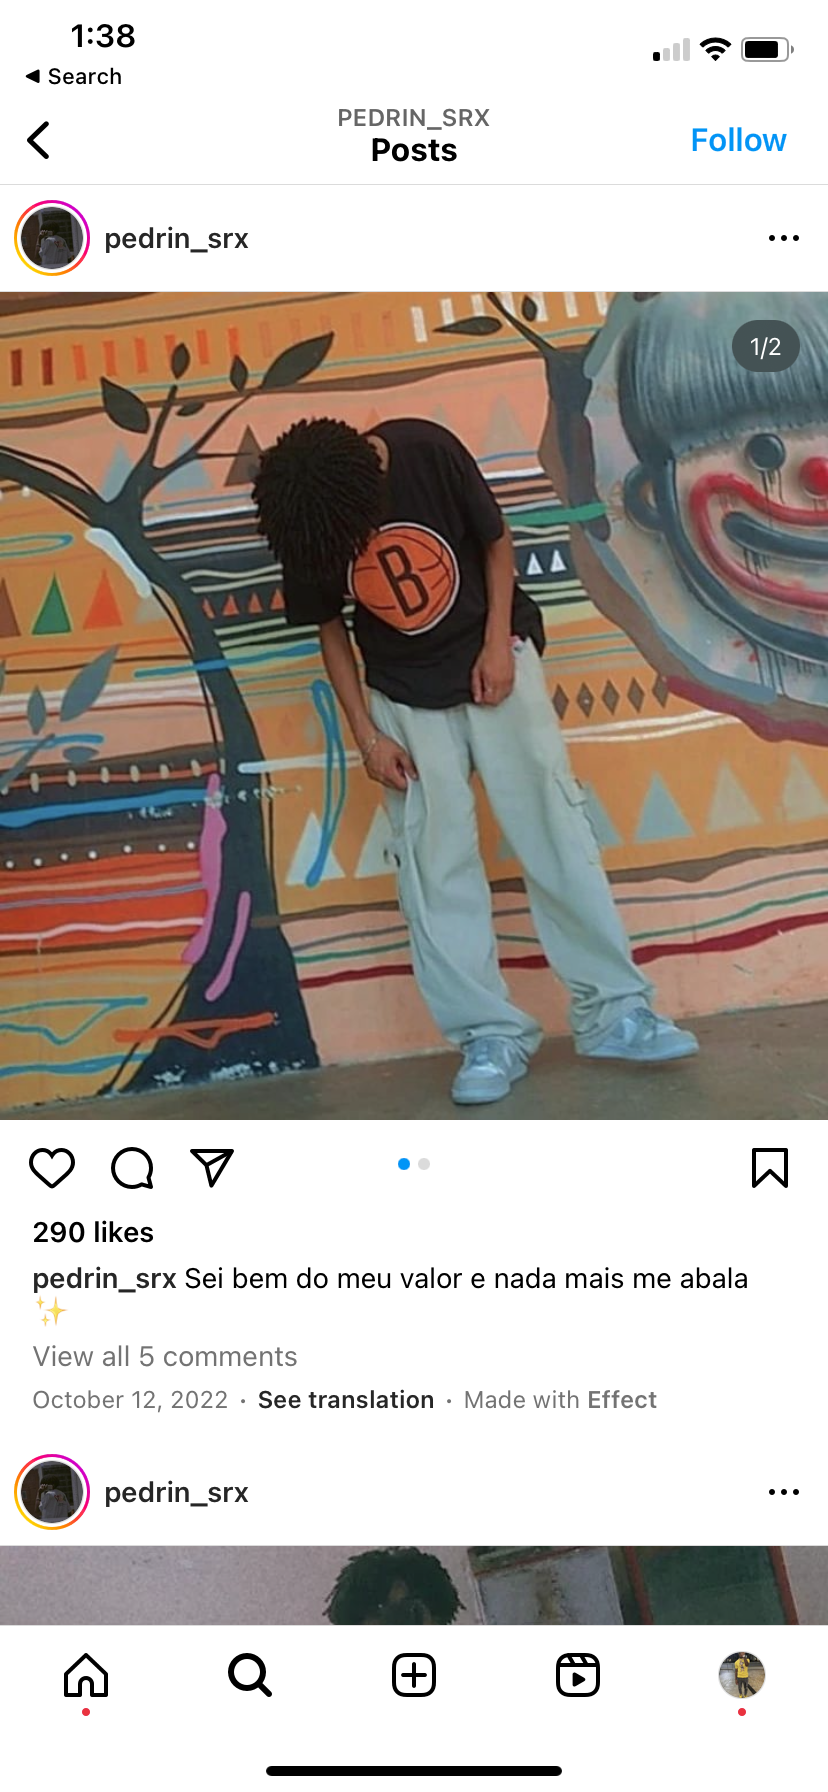 1:38
Search
PEDRIN_SRX
Posts
Follow
pedrin_srx
1/2
B
290 likes
pedrin_srx Sei bem do meu valor e nada mais me abala
✨
View all 5 comments
October 12, 2022 · See translation · Made with Effect
pedrin_srx